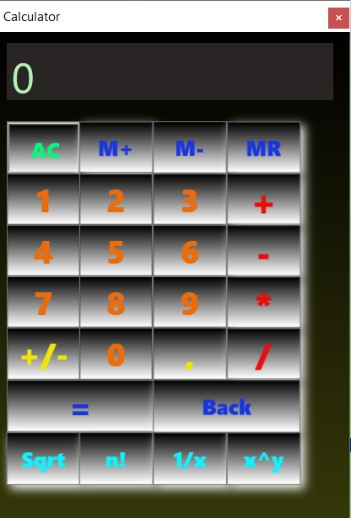 Calculator
0
AC M+ M- MR
1 2 3 +
4 5 6 -
7 8 9 *
+/- 0 , /
= Back
Sqrt n! 1/x x^y